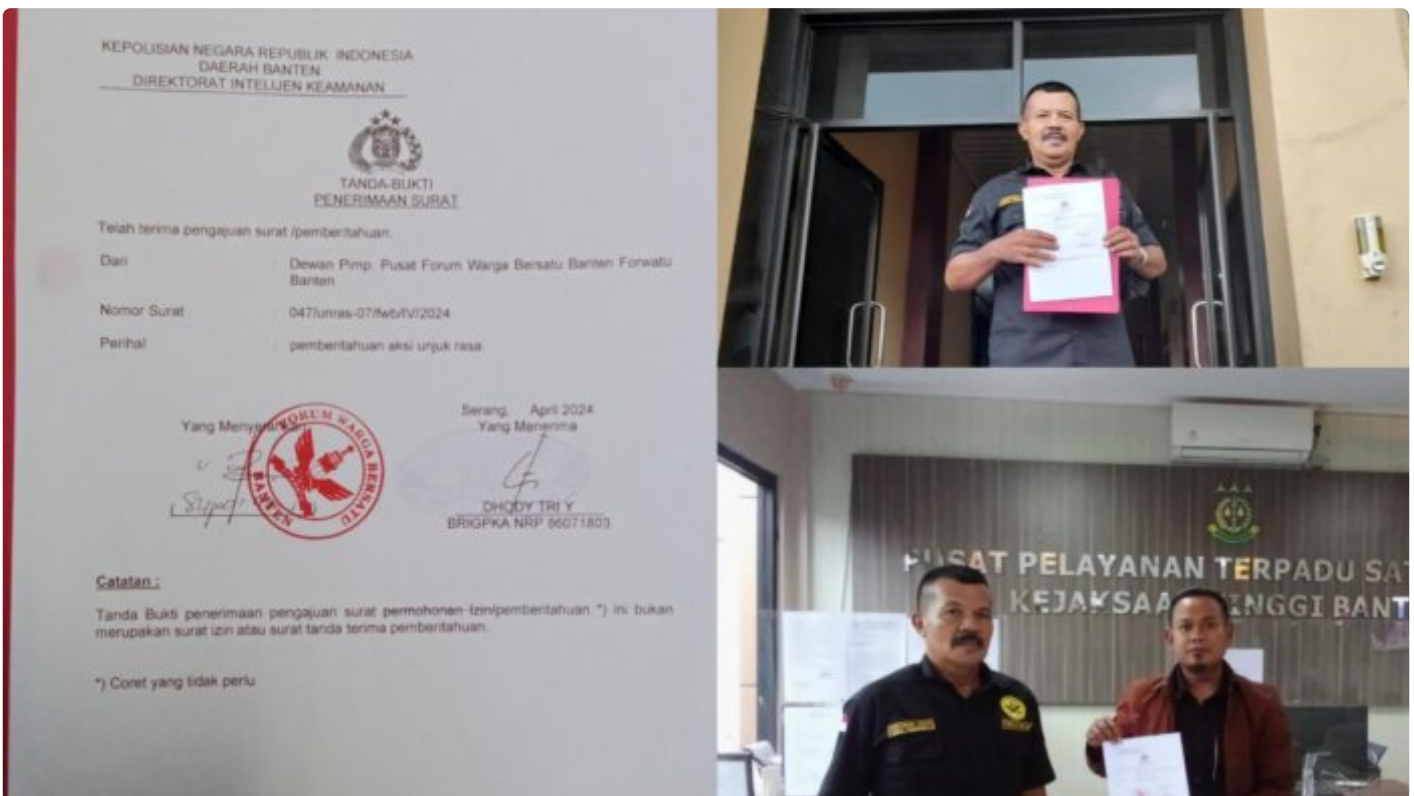 KEPOLISIAN NEGARA REPUBLIK INDONESIA
DAERAH BANTEN
DIREKTORAT INTELIJEN KEAMANAN
TANDA-BUKTI
PENERIMAAN SURAT
Telah terima pengajuan surat /pemberitahuan:
Dari : Dewan Pimp. Pusat Forum Warga Bersatu Banten Forwatu
Banten
Nomor Surat : 047/unras-07/fwb/IV/2024
Perihal : pemberitahuan aksi unjuk rasa.
Serang, April 2024
Yang Menyerahkan
Yang Menerima
FORUM WARGA BERSATU
BANTEN
DHODY TRI Y
BRIGPKA NRP 86071803
Catatan :
Tanda Bukti penerimaan pengajuan surat permohonan Izin/pemberitahuan *) ini bukan
merupakan surat izin atau surat tanda terima pemberitahuan.
*) Coret yang tidak perlu
PUSAT PELAYANAN TERPADU SAT
KEJAKSAAN TINGGI BANT